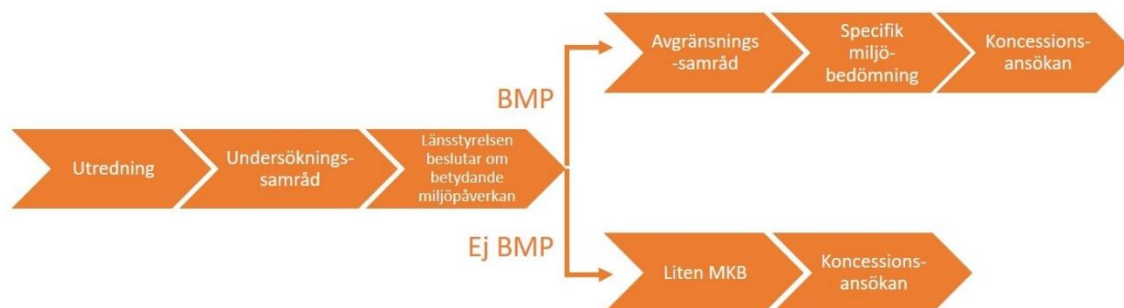 Utredning
Undersöknings-
samråd
Länsstyrelsen
beslutar om
betydande
miljöpåverkan
BMP
Avgränsnings
-samråd
Specifik
miljö-
bedömning
Koncessions-
ansökan
Ej BMP
Liten MKB
Koncessions-
ansökan